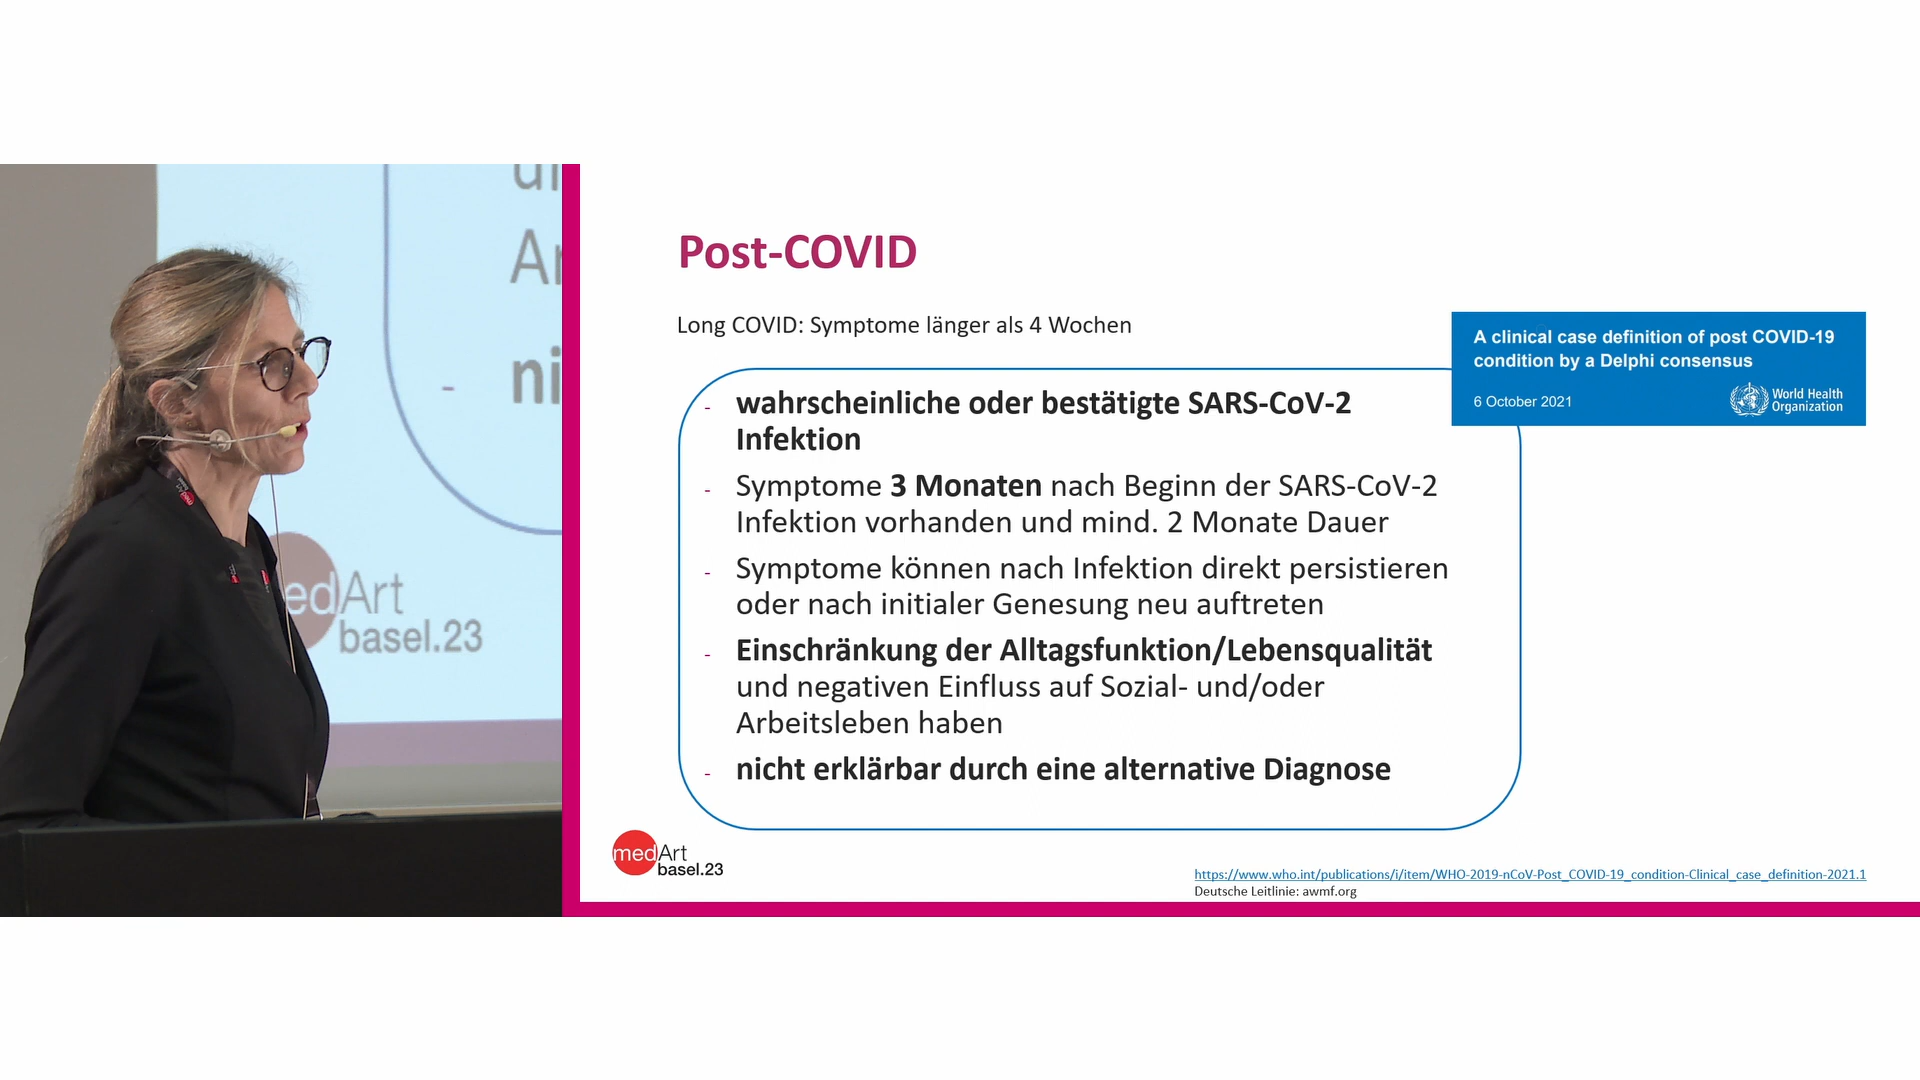 ur
Ar
- ni
edArt
basel.23
Post-COVID
Long COVID: Symptome länger als 4 Wochen
A clinical case definition of post COVID-19
condition by a Delphi consensus
6 October 2021
World Health
Organization
- wahrscheinliche oder bestätigte SARS-CoV-2
Infektion
- Symptome 3 Monaten nach Beginn der SARS-CoV-2
Infektion vorhanden und mind. 2 Monate Dauer
- Symptome können nach Infektion direkt persistieren
oder nach initialer Genesung neu auftreten
- Einschränkung der Alltagsfunktion/Lebensqualität
und negativen Einfluss auf Sozial- und/oder
Arbeitsleben haben
- nicht erklärbar durch eine alternative Diagnose
medArt
basel.23
https://www.who.int/publications/i/item/WHO-2019-nCoV-Post_COVID-19_condition-Clinical_case_definition-2021.1
Deutsche Leitlinie: awmf.org